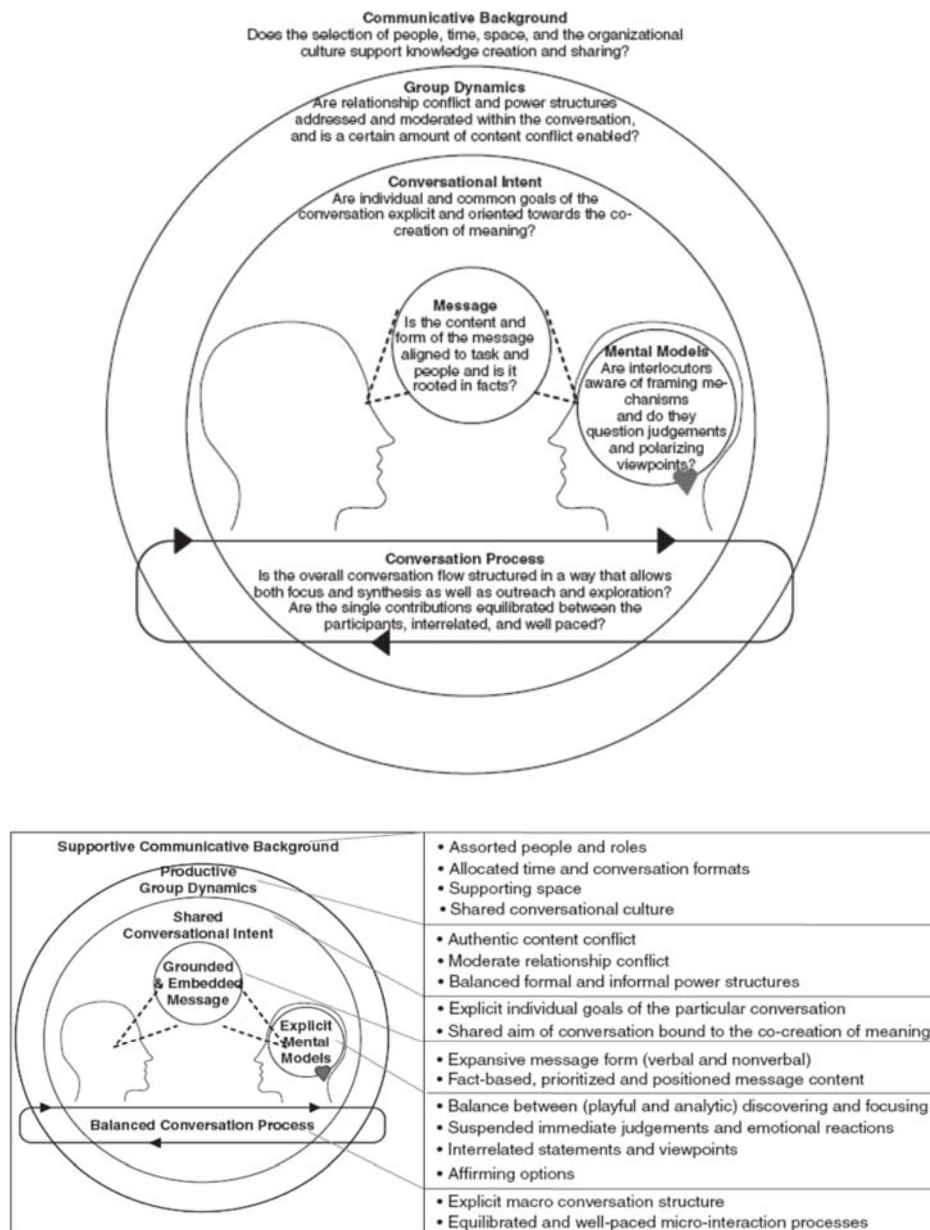 Communicative Background
Does the selection of people, time, space, and the organizational
culture support knowledge creation and sharing?
Group Dynamics
Are relationship conflict and power structures
addressed and moderated within the conversation,
and is a certain amount of content conflict enabled?
Conversational Intent
Are individual and common goals of the
conversation explicit and oriented towards the co-
creation of meaning?
Message
Is the content and
form of the message
aligned to task and
people and is it
rooted in facts?
Mental Models
Are interlocutors
aware of framing me-
chanisms
and do they
question judgements
and polarizing
viewpoints?
Conversation Process
Is the overall conversation flow structured in a way that allows
both focus and synthesis as well as outreach and exploration?
Are the single contributions equilibrated between the
participants, interrelated, and well paced?
Supportive Communicative Background
Productive
Group Dynamics
Shared
Conversational Intent
Grounded
& Embedded
Message
Explicit
Mental
Models
Balanced Conversation Process
• Assorted people and roles
• Allocated time and conversation formats
• Supporting space
• Shared conversational culture
• Authentic content conflict
• Moderate relationship conflict
• Balanced formal and informal power structures
• Explicit individual goals of the particular conversation
• Shared aim of conversation bound to the co-creation of meaning
• Expansive message form (verbal and nonverbal)
• Fact-based, prioritized and positioned message content
• Balance between (playful and analytic) discovering and focusing
• Suspended immediate judgements and emotional reactions
• Interrelated statements and viewpoints
• Affirming options
• Explicit macro conversation structure
• Equilibrated and well-paced micro-interaction processes